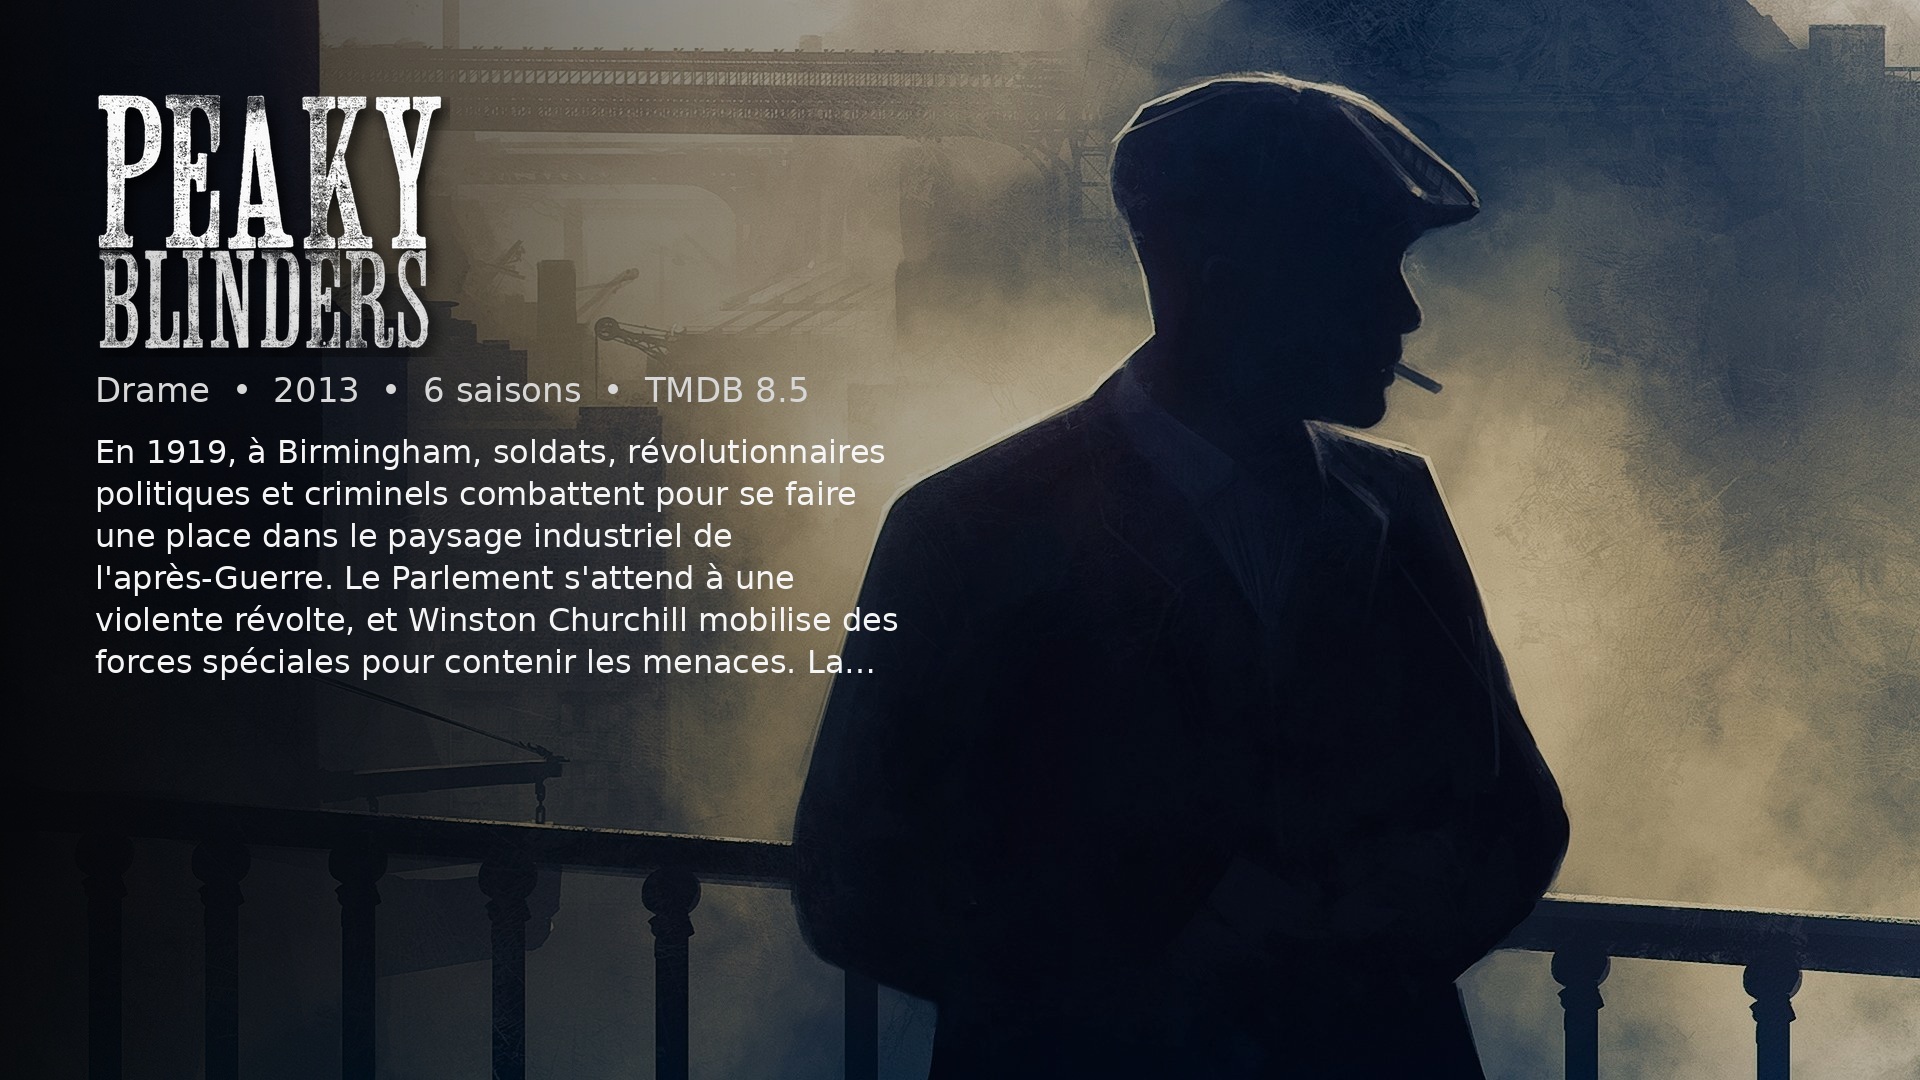 PEAKY
BLINDERS
Drame • 2013 • 6 saisons • TMDB 8.5
En 1919, à Birmingham, soldats, révolutionnaires
politiques et criminels combattent pour se faire
une place dans le paysage industriel de
l'après-Guerre. Le Parlement s'attend à une
violente révolte, et Winston Churchill mobilise des
forces spéciales pour contenir les menaces. La...